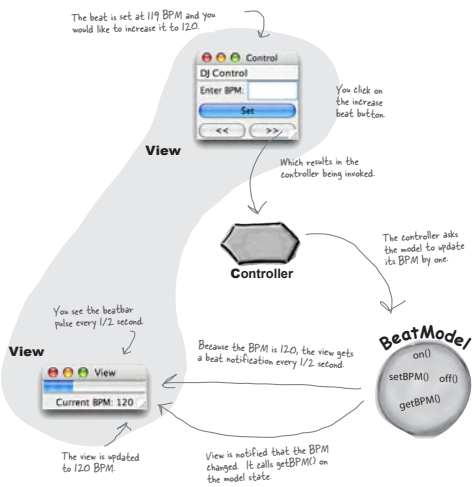 The beat is set at 119 BPM and you
would like to increase it to 120.
Control
DJ Control
Enter BPM:
Set
<<
>>
You click on
the increase
beat button.
View
Which results in the
controller being invoked.
Controller
The controller asks
the model to update
its BPM by one.
You see the beatbar
pulse every 1/2 second.
View
View
Current BPM: 120
Because the BPM is 120, the view gets
a beat notification every 1/2 second.
BeatModel
on()
setBPM()
off()
getBPM()
The view is updated
to 120 BPM.
View is notified that the BPM
changed. It calls getBPM() on
the model state.